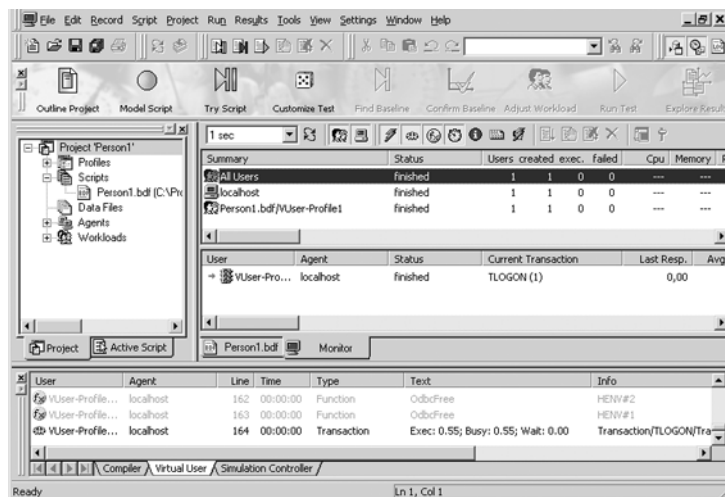 File Edit Record Script Project Run Results Tools View Settings Window Help
Outline Project Model Script Try Script Customize Test Find Baseline Confirm Baseline Adjust Workload Run Test Explore Result
Project 'Person1'
Profiles
Scripts
Person1.bdf [C:\Pro
Data Files
Agents
Workloads
Project Active Script
1 sec
Summary Status Users created exec. failed Cpu Memory
All Users finished 1 1 0 0 --- ---
localhost finished 1 1 0 0 --- ---
Person1.bdf/VUser-Profile1 finished 1 1 0 0 --- ---
User Agent Status Current Transaction Last Resp. Avg
VUser-Pro... localhost finished TLOGON (1) 0,00
Person1.bdf Monitor
User Agent Line Time Type Text Info
VUser-Profile... localhost 162 00:00:00 Function OdbcFree HENV#2
VUser-Profile... localhost 163 00:00:00 Function OdbcFree HENV#1
VUser-Profile... localhost 164 00:00:00 Transaction Exec: 0.55; Busy: 0.55; Wait: 0.00 Transaction/TLOGON/Tra
Compiler Virtual User Simulation Controller
Ready Ln 1, Col 1